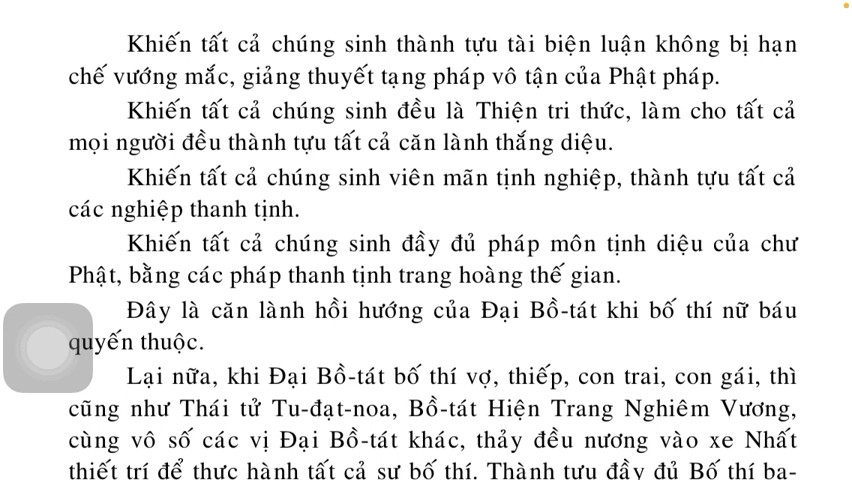 Khiến tất cả chúng sinh thành tựu tài biện luận không bị hạn
chế vướng mắc, giảng thuyết tạng pháp vô tận của Phật pháp.
Khiến tất cả chúng sinh đều là Thiện tri thức, làm cho tất cả
mọi người đều thành tựu tất cả căn lành thắng diệu.
Khiến tất cả chúng sinh viên mãn tịnh nghiệp, thành tựu tất cả
các nghiệp thanh tịnh.
Khiến tất cả chúng sinh đầy đủ pháp môn tịnh diệu của chư
Phật, bằng các pháp thanh tịnh trang hoàng thế gian.
Đây là căn lành hồi hướng của Đại Bồ-tát khi bố thí nữ báu
quyến thuộc.
Lại nữa, khi Đại Bồ-tát bố thí vợ, thiếp, con trai, con gái, thì
cũng như Thái tử Tu-đạt-noa, Bồ-tát Hiện Trang Nghiêm Vương,
cùng vô số các vị Đại Bồ-tát khác, thảy đều nương vào xe Nhất
thiết trí để thực hành tất cả sự bố thí. Thành tựu đầy đủ Bố thí ba-